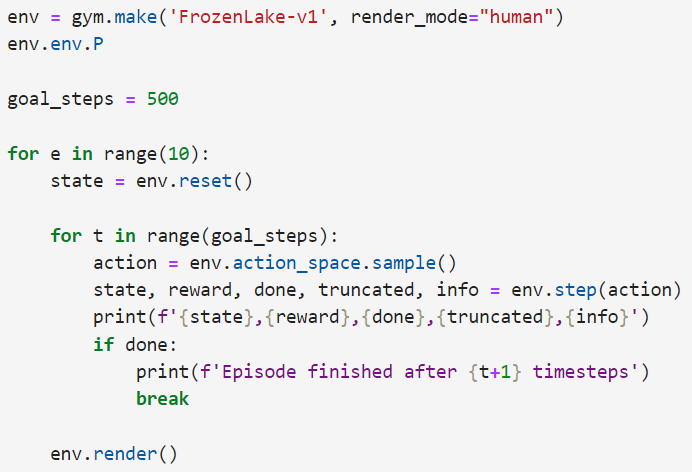 env = gym.make('FrozenLake-v1', render_mode="human")
env.env.P
goal_steps = 500
for e in range(10):
    state = env.reset()
    for t in range(goal_steps):
        action = env.action_space.sample()
        state, reward, done, truncated, info = env.step(action)
        print(f'{state},{reward},{done},{truncated},{info}')
        if done:
            print(f'Episode finished after {t+1} timesteps')
            break
    env.render()